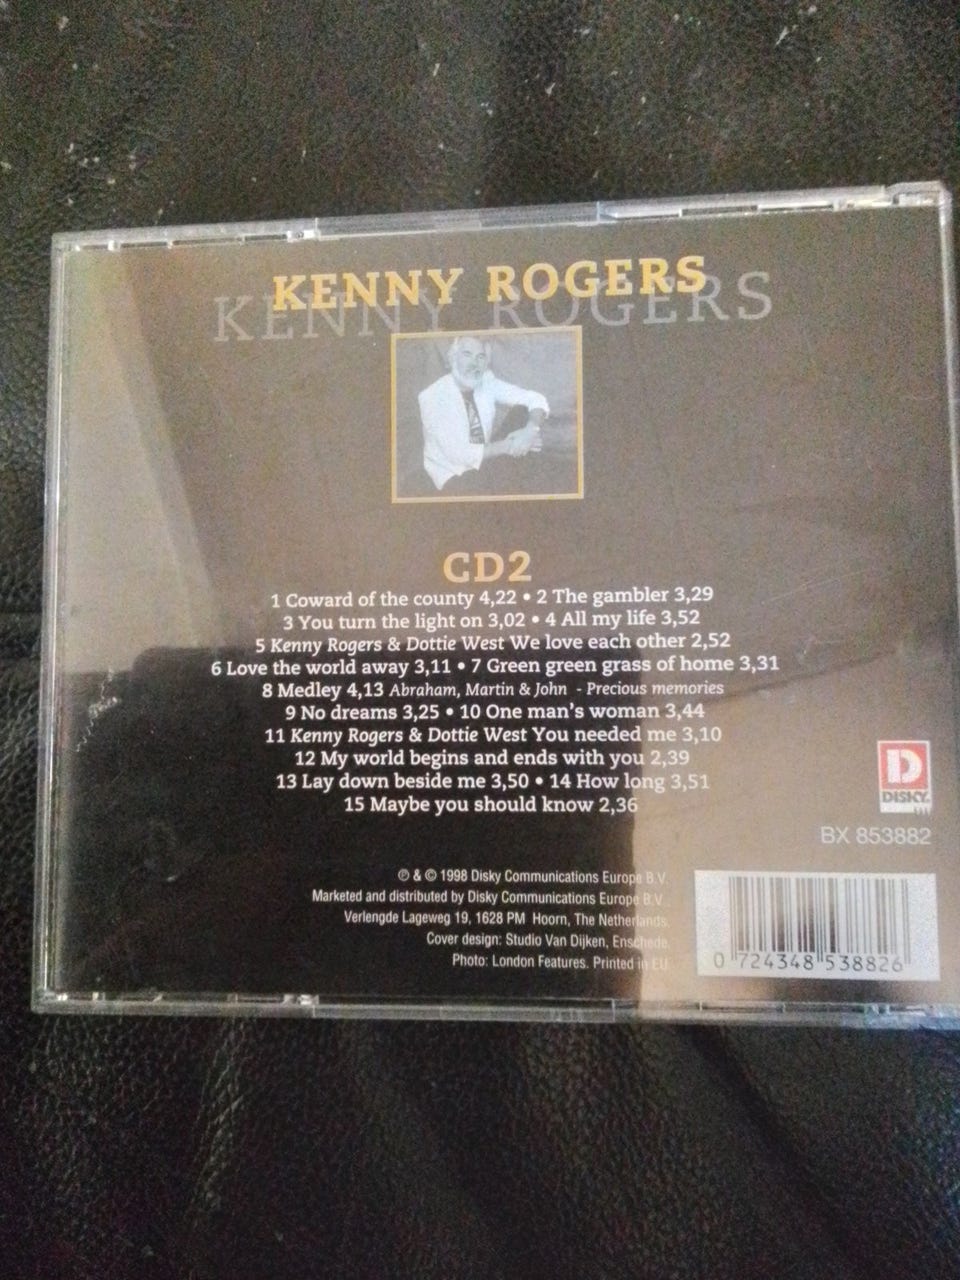 KENNY ROGERS
KENNY ROGERS
CD2
1 Coward of the county 4,22 • 2 The gambler 3,29
3 You turn the light on 3,02 • 4 All my life 3,52
5 Kenny Rogers & Dottie West We love each other 2,52
6 Love the world away 3,11 • 7 Green green grass of home 3,31
8 Medley 4,13 Abraham, Martin & John - Precious memories
9 No dreams 3,25 • 10 One man's woman 3,44
11 Kenny Rogers & Dottie West You needed me 3,10
12 My world begins and ends with you 2,39
13 Lay down beside me 3,50 • 14 How long 3,51
15 Maybe you should know 2,36
DISKY
BX 853882
℗ & © 1998 Disky Communications Europe B.V.
Marketed and distributed by Disky Communications Europe B.V.
Verlengde Lageweg 19, 1628 PM Hoorn, The Netherlands.
Cover design: Studio Van Dijken, Enschede.
Photo: London Features. Printed in EU
0 724348 538826